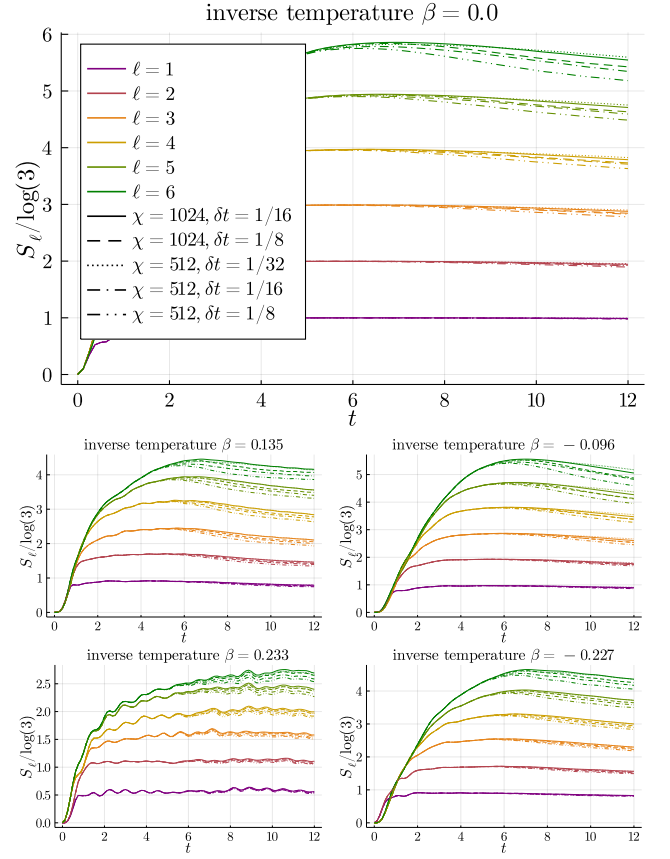 inverse temperature β = 0.0
6
5
4
3
2
1
0
S_ℓ/log(3)
ℓ = 1
ℓ = 2
ℓ = 3
ℓ = 4
ℓ = 5
ℓ = 6
χ = 1024, δt = 1/16
χ = 1024, δt = 1/8
χ = 512, δt = 1/32
χ = 512, δt = 1/16
χ = 512, δt = 1/8
0 2 4 6 8 10 12
t
inverse temperature β = 0.135
4
3
2
1
0
S_ℓ/log(3)
0 2 4 6 8 10 12
t
inverse temperature β = − 0.096
5
4
3
2
1
0
S_ℓ/log(3)
0 2 4 6 8 10 12
t
inverse temperature β = 0.233
2.5
2.0
1.5
1.0
0.5
0.0
S_ℓ/log(3)
0 2 4 6 8 10 12
t
inverse temperature β = − 0.227
4
3
2
1
0
S_ℓ/log(3)
0 2 4 6 8 10 12
t